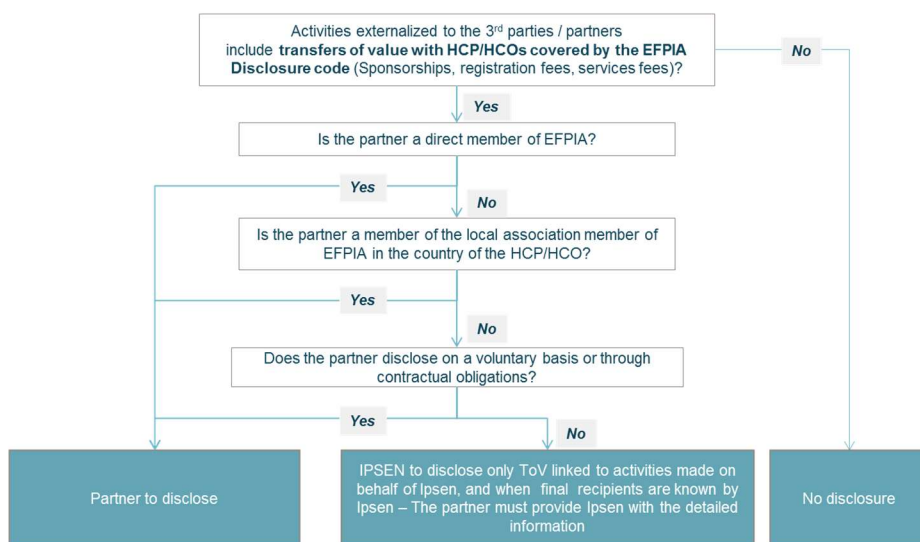 Activities externalized to the 3rd parties / partners
include transfers of value with HCP/HCOs covered by the EFPIA
Disclosure code (Sponsorships, registration fees, services fees)?
No
Yes
Is the partner a direct member of EFPIA?
Yes
No
Is the partner a member of the local association member of
EFPIA in the country of the HCP/HCO?
Yes
No
Does the partner disclose on a voluntary basis or through
contractual obligations?
Yes
No
Partner to disclose
IPSEN to disclose only ToV linked to activities made on
behalf of Ipsen, and when final recipients are known by
Ipsen – The partner must provide Ipsen with the detailed
information
No disclosure